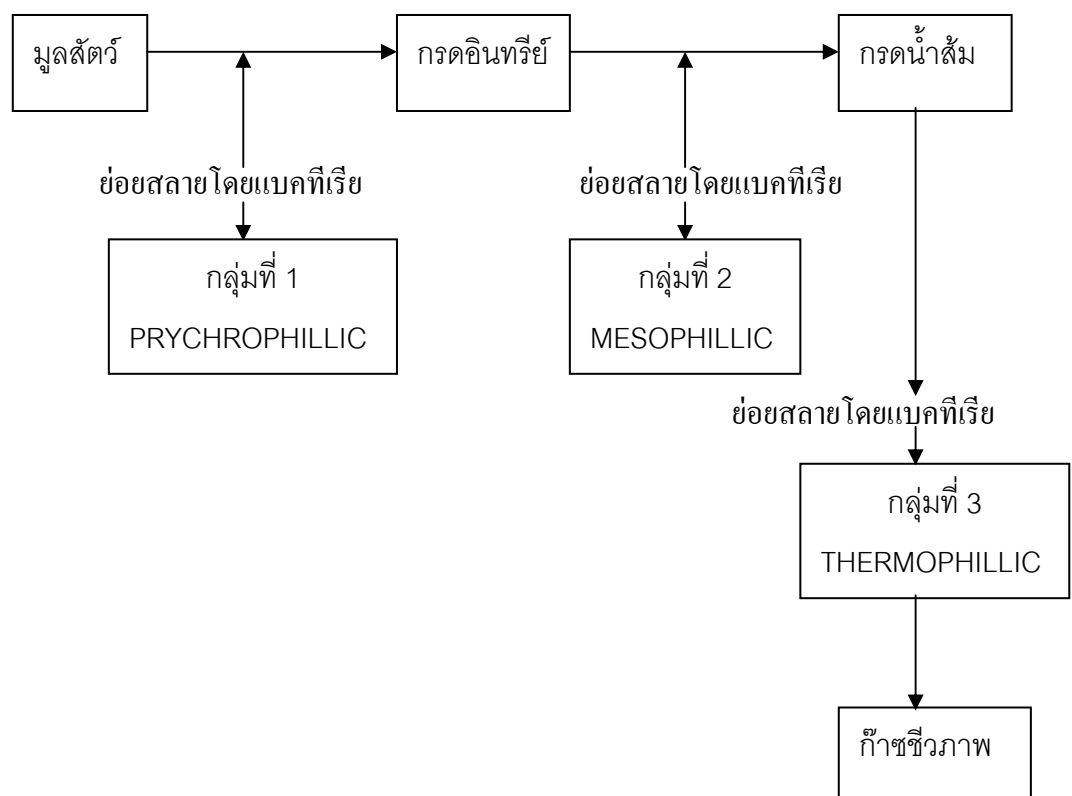 มูลสัตว์
กรดอินทรีย์
กรดน้ำส้ม
ย่อยสลายโดยแบคทีเรีย
ย่อยสลายโดยแบคทีเรีย
กลุ่มที่ 1
PRYCHROPHILLIC
กลุ่มที่ 2
MESOPHILLIC
ย่อยสลายโดยแบคทีเรีย
กลุ่มที่ 3
THERMOPHILLIC
ก๊าซชีวภาพ